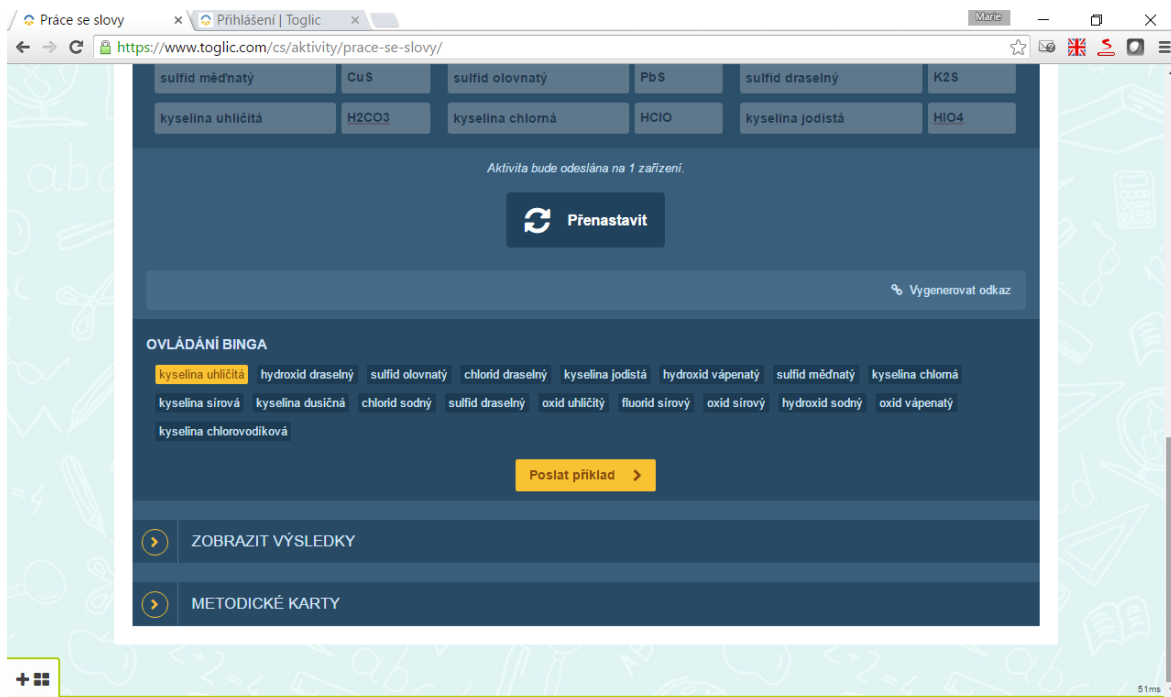 Práce se slovy
Přihlášení | Toglic
Marie
https://www.toglic.com/cs/aktivity/prace-se-slovy/
sulfid měďnatý CuS sulfid olovnatý PbS sulfid draselný K2S
kyselina uhličitá H2CO3 kyselina chlorná HClO kyselina jodistá HIO4
Aktivita bude odeslána na 1 zařízení.
Přenastavit
Vygenerovat odkaz
OVLÁDÁNÍ BINGA
kyselina uhličitá hydroxid draselný sulfid olovnatý chlorid draselný kyselina jodistá hydroxid vápenatý sulfid měďnatý kyselina chlorná
kyselina sírová kyselina dusičná chlorid sodný sulfid draselný oxid uhličitý fluorid sírový oxid sírový hydroxid sodný oxid vápenatý
kyselina chlorovodíková
Poslat příklad
ZOBRAZIT VÝSLEDKY
METODICKÉ KARTY
51ms